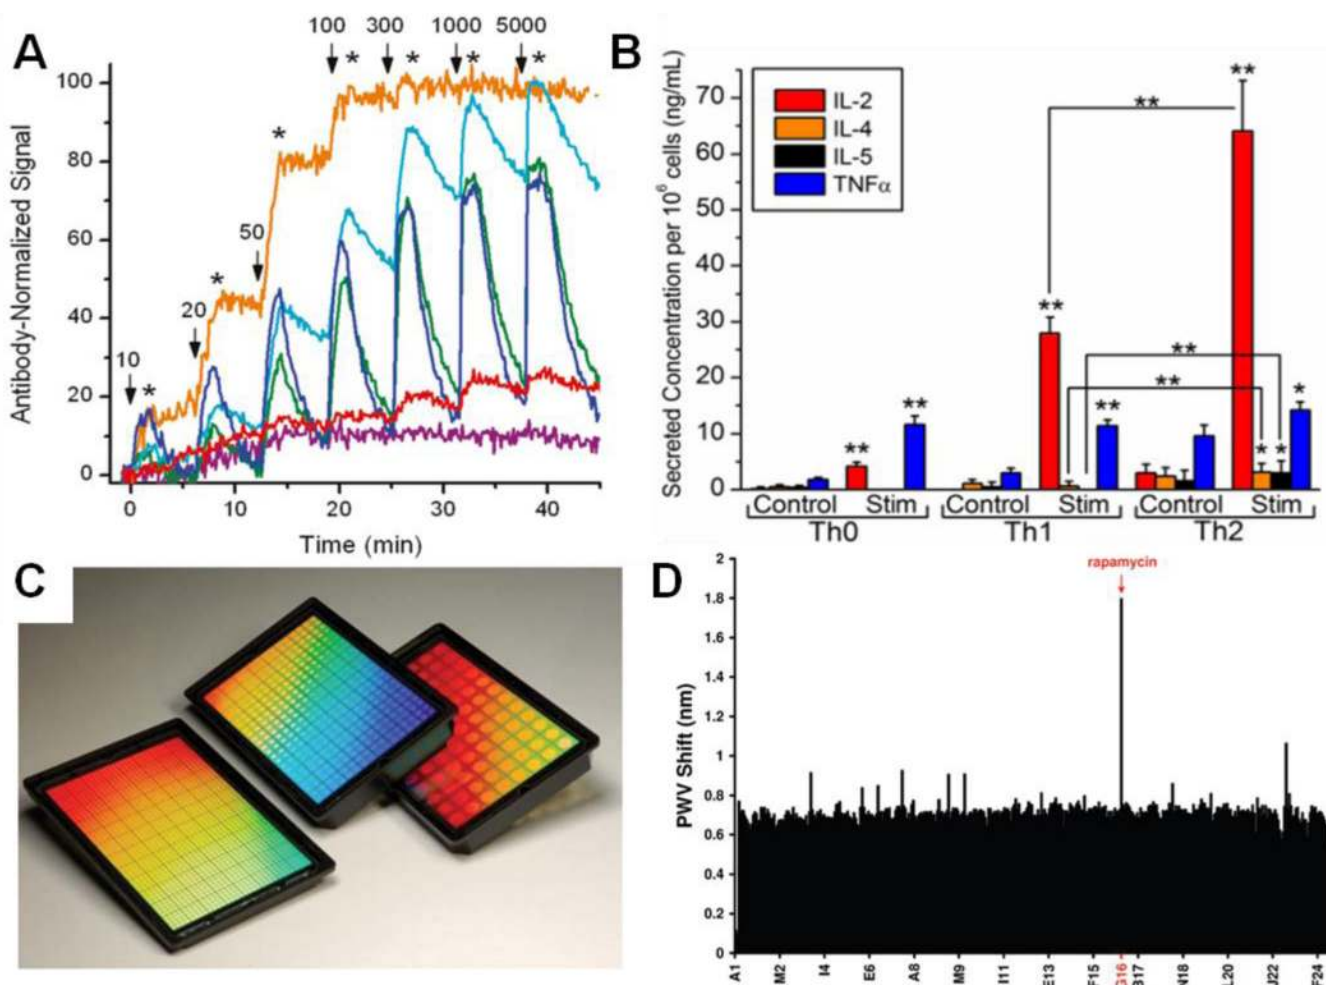 A
100 300 1000 5000
* * * *
100
80
60
40
20
0
10
*
20
*
50
*
Antibody-Normalized Signal
0 10 20 30 40
Time (min)
B
Secreted Concentration per 10⁶ cells (ng/mL)
70
60
50
40
30
20
10
0
IL-2
IL-4
IL-5
TNFα
**
**
**
**
**
**
**
**
*
* *
Control Stim Control Stim Control Stim
Th0 Th1 Th2
C
D
rapamycin
PWV Shift (nm)
2
1.8
1.6
1.4
1.2
1
0.8
0.6
0.4
0.2
0
A1 M2 I4 E6 A8 M9 I11 E13 F15 G16 B17 N18 L20 J22 F24